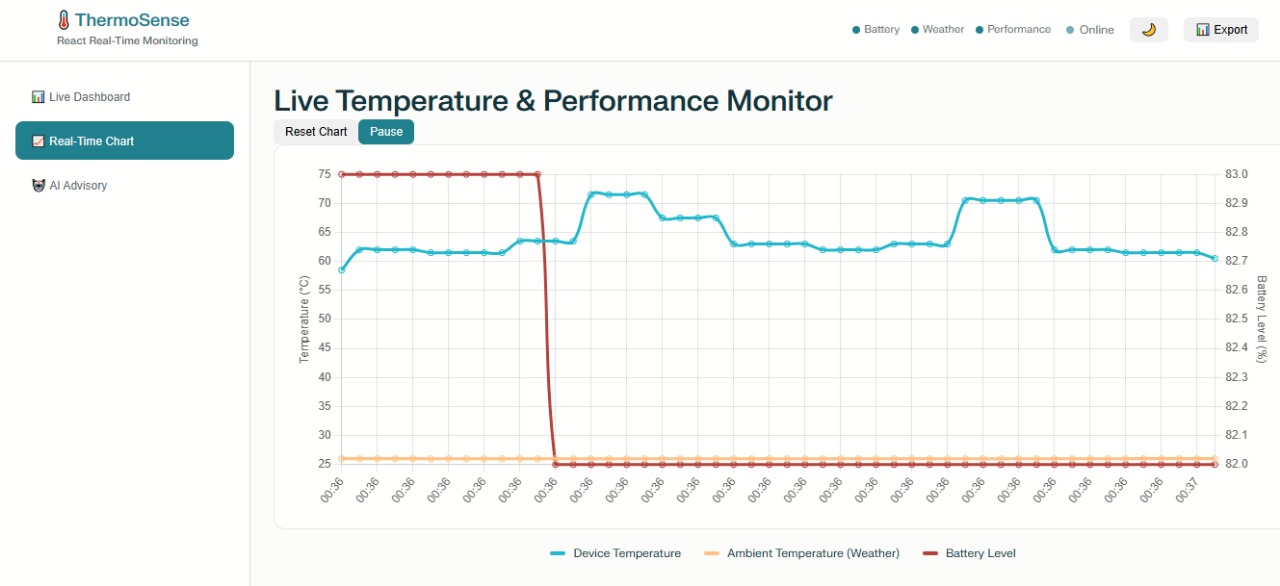 🌡️ ThermoSense
React Real-Time Monitoring
Battery Weather Performance Online 🌙 📊 Export
📊 Live Dashboard
📈 Real-Time Chart
🐻 AI Advisory
Live Temperature & Performance Monitor
Reset Chart Pause
Temperature (°C)
75
70
65
60
55
50
45
40
35
30
25
83.0
82.9
82.8
82.7
82.6
82.5
82.4
82.3
82.2
82.1
82.0
Battery Level (%)
00:36 00:36 00:36 00:36 00:36 00:36 00:36 00:36 00:36 00:36 00:36 00:36 00:36 00:36 00:36 00:36 00:36 00:36 00:36 00:36 00:36 00:36 00:36 00:36 00:37
Device Temperature Ambient Temperature (Weather) Battery Level